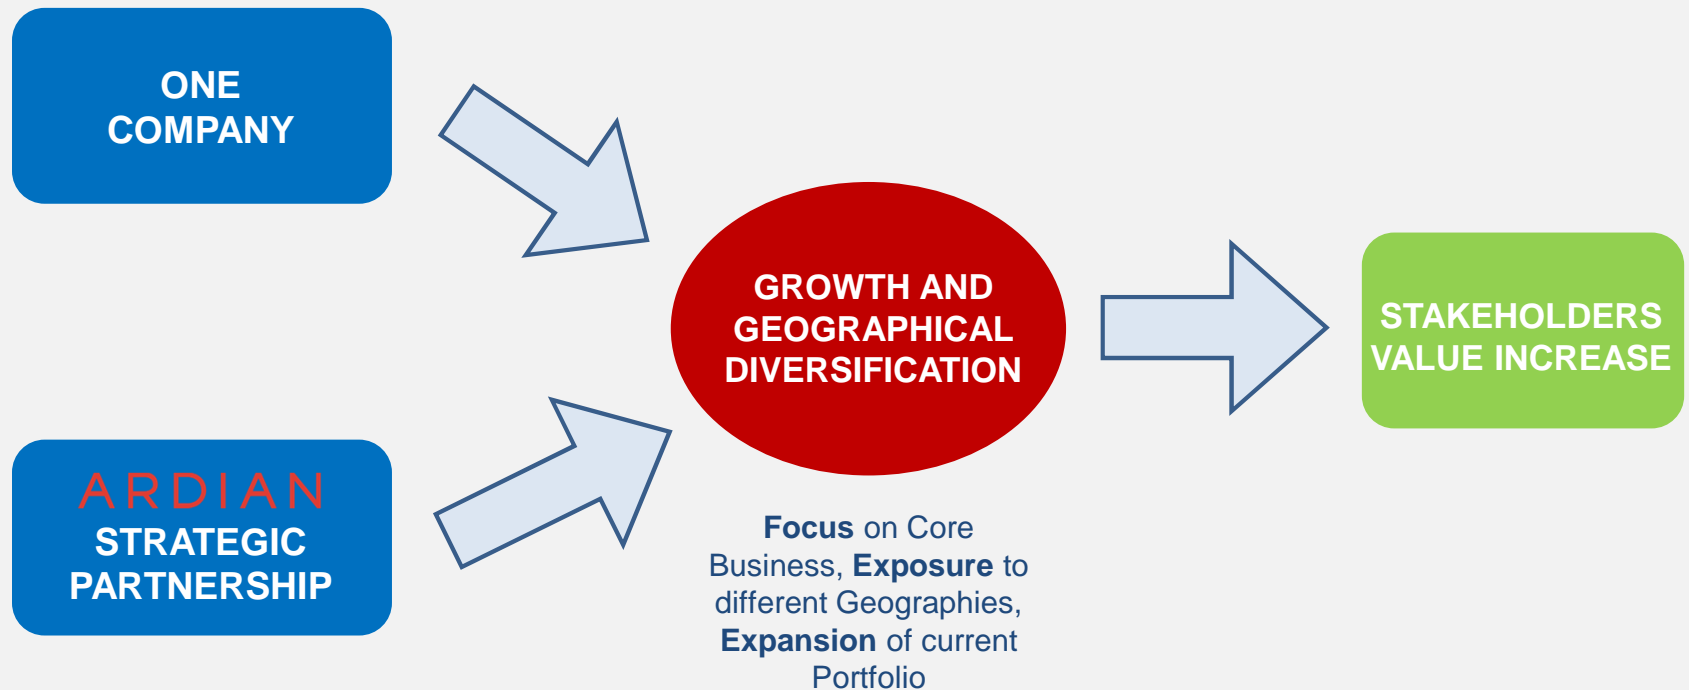 ONE
COMPANY
ARDIAN
STRATEGIC
PARTNERSHIP
GROWTH AND
GEOGRAPHICAL
DIVERSIFICATION
Focus on Core
Business, Exposure to
different Geographies,
Expansion of current
Portfolio
STAKEHOLDERS
VALUE INCREASE